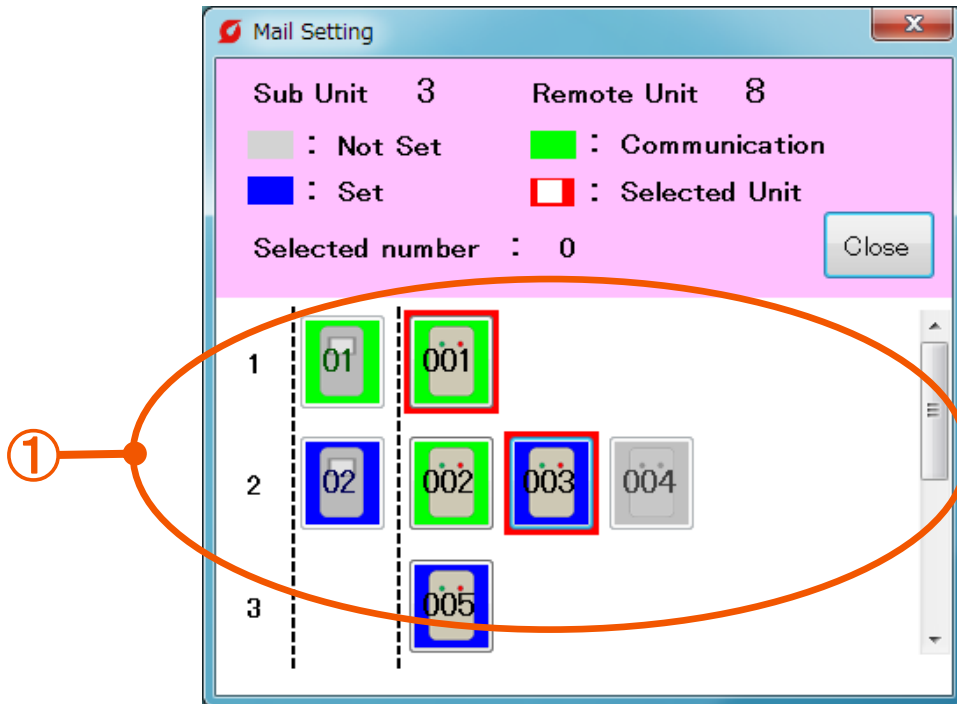 Mail Setting
Sub Unit 3 Remote Unit 8
: Not Set : Communication
: Set : Selected Unit
Selected number : 0
Close
1 01 001
①
2 02 002 003 004
3 005